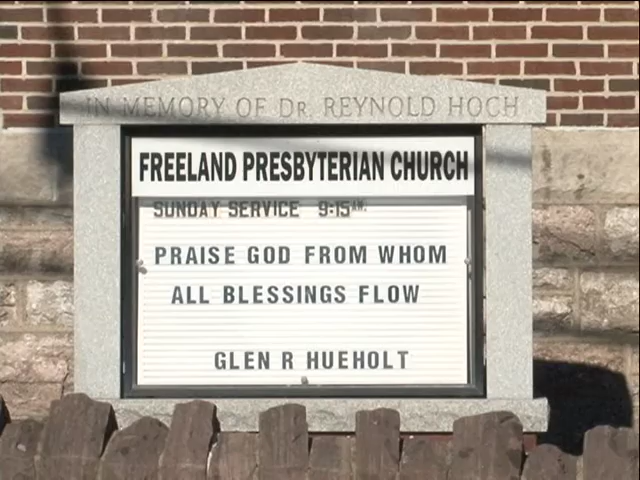 IN MEMORY OF DR. REYNOLD HOCH
FREELAND PRESBYTERIAN CHURCH
SUNDAY SERVICE 9:15 A.M.
PRAISE GOD FROM WHOM
ALL BLESSINGS FLOW
GLEN R HUEHOLT